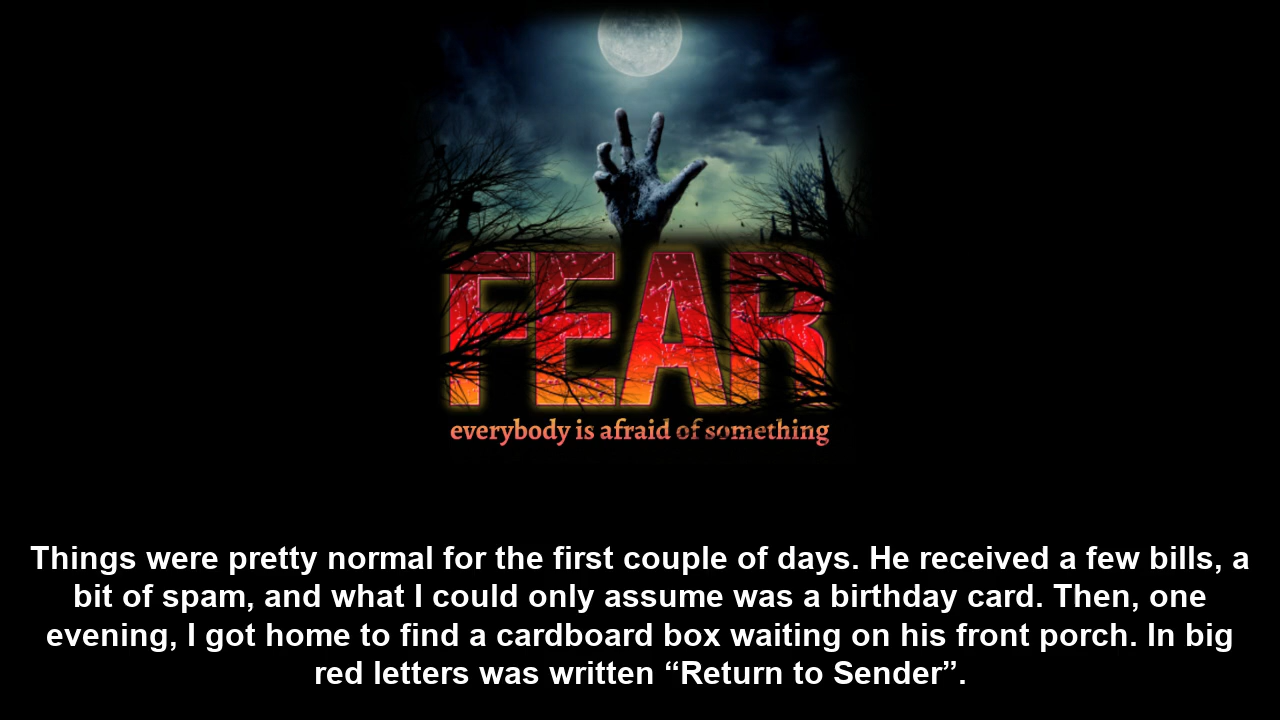 FEAR
everybody is afraid of something
Things were pretty normal for the first couple of days. He received a few bills, a
bit of spam, and what I could only assume was a birthday card. Then, one
evening, I got home to find a cardboard box waiting on his front porch. In big
red letters was written “Return to Sender”.